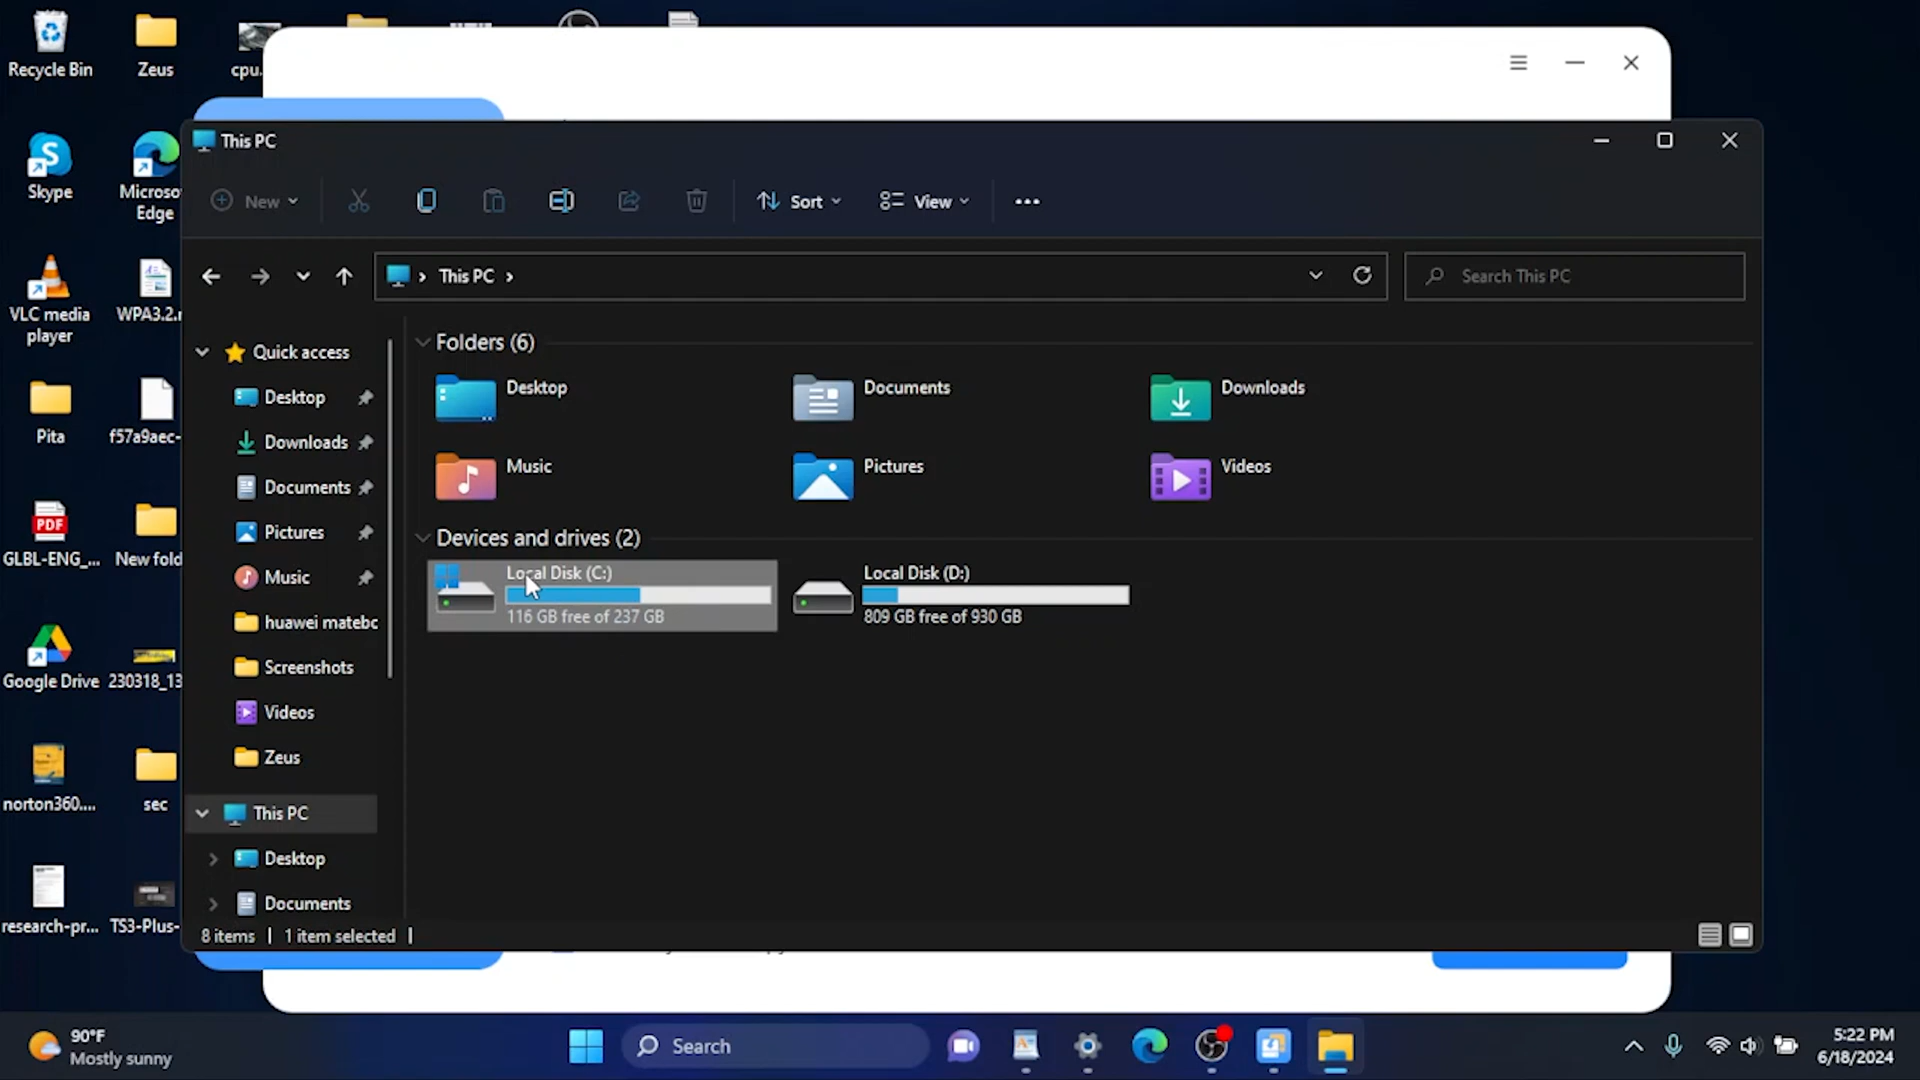 Recycle Bin
Zeus
cpu.
Skype
Microso
Edge
VLC media
player
WPA3.2.r
Pita
f57a9aec-
PDF
GLBL-ENG_...
New fold
Google Drive
230318_13
norton360....
sec
research-pr...
TS3-Plus-
This PC
New
Sort
View
This PC
Search This PC
Quick access
Desktop
Downloads
Documents
Pictures
Music
huawei matebc
Screenshots
Videos
Zeus
This PC
Desktop
Documents
Folders (6)
Desktop
Documents
Downloads
Music
Pictures
Videos
Devices and drives (2)
Local Disk (C:)
116 GB free of 237 GB
Local Disk (D:)
809 GB free of 930 GB
8 items
1 item selected
90°F
Mostly sunny
Search
5:22 PM
6/18/2024